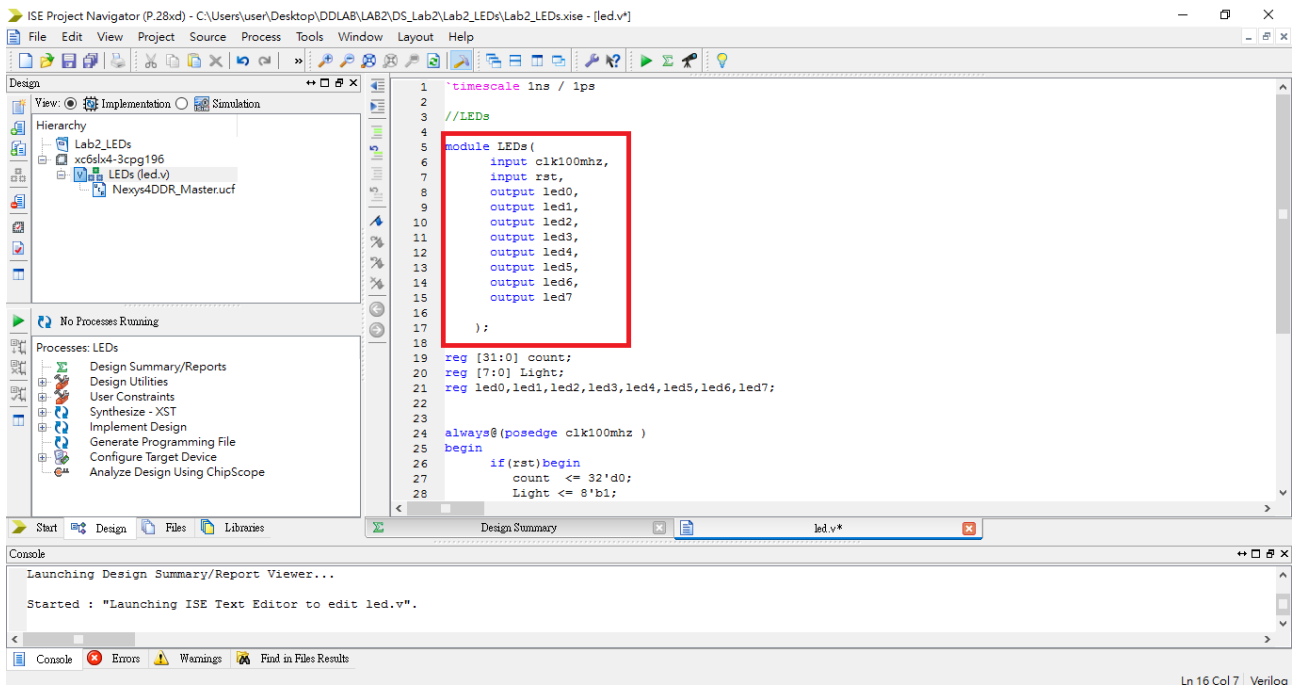 ISE Project Navigator (P.28xd) - C:\Users\user\Desktop\DDLAB\LAB2\DS_Lab2\Lab2_LEDs\Lab2_LEDs.xise - [led.v*]
File Edit View Project Source Process Tools Window Layout Help
Design
View: Implementation Simulation
Hierarchy
Lab2_LEDs
xc6slx4-3cpg196
LEDs (led.v)
Nexys4DDR_Master.ucf
No Processes Running
Processes: LEDs
Design Summary/Reports
Design Utilities
User Constraints
Synthesize - XST
Implement Design
Generate Programming File
Configure Target Device
Analyze Design Using ChipScope
Start Design Files Libraries
1 `timescale 1ns / 1ps
2
3 //LEDs
4
5 module LEDs(
6 input clk100mhz,
7 input rst,
8 output led0,
9 output led1,
10 output led2,
11 output led3,
12 output led4,
13 output led5,
14 output led6,
15 output led7
16
17 );
18
19 reg [31:0] count;
20 reg [7:0] Light;
21 reg led0,led1,led2,led3,led4,led5,led6,led7;
22
23
24 always@(posedge clk100mhz )
25 begin
26 if(rst)begin
27 count <= 32'd0;
28 Light <= 8'b1;
Design Summary led.v*
Console
Launching Design Summary/Report Viewer...
Started : "Launching ISE Text Editor to edit led.v".
Console Errors Warnings Find in Files Results
Ln 16 Col 7 Verilog